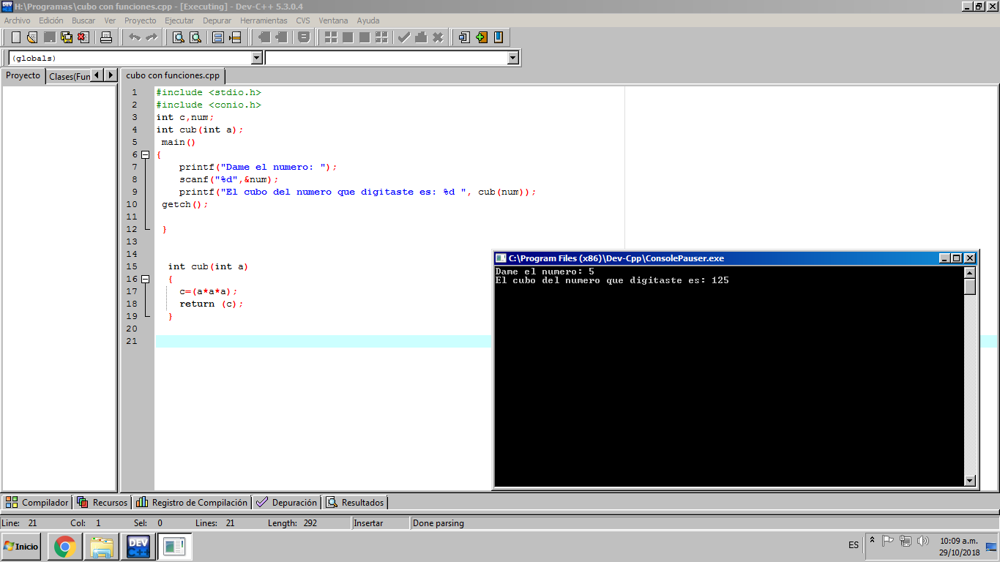 H:\Programas\cubo con funciones.cpp - [Executing] - Dev-C++ 5.3.0.4
Archivo Edición Buscar Ver Proyecto Ejecutar Depurar Herramientas CVS Ventana Ayuda
(globals)
Proyecto Clases(Fun cubo con funciones.cpp
1 #include <stdio.h>
2 #include <conio.h>
3 int c,num;
4 int cub(int a);
5 main()
6 {
7 printf("Dame el numero: ");
8 scanf("%d",&num);
9 printf("El cubo del numero que digitaste es: %d ", cub(num));
10 getch();
11
12 }
13
14
15 int cub(int a)
16 {
17 c=(a*a*a);
18 return (c);
19 }
20
21
C:\Program Files (x86)\Dev-Cpp\ConsolePauser.exe
Dame el numero: 5
El cubo del numero que digitaste es: 125
Compilador Recursos Registro de Compilación Depuración Resultados
Line: 21 Col: 1 Sel: 0 Lines: 21 Length: 292 Insertar Done parsing
Inicio DEV C++ ES 10:09 a.m.
29/10/2018